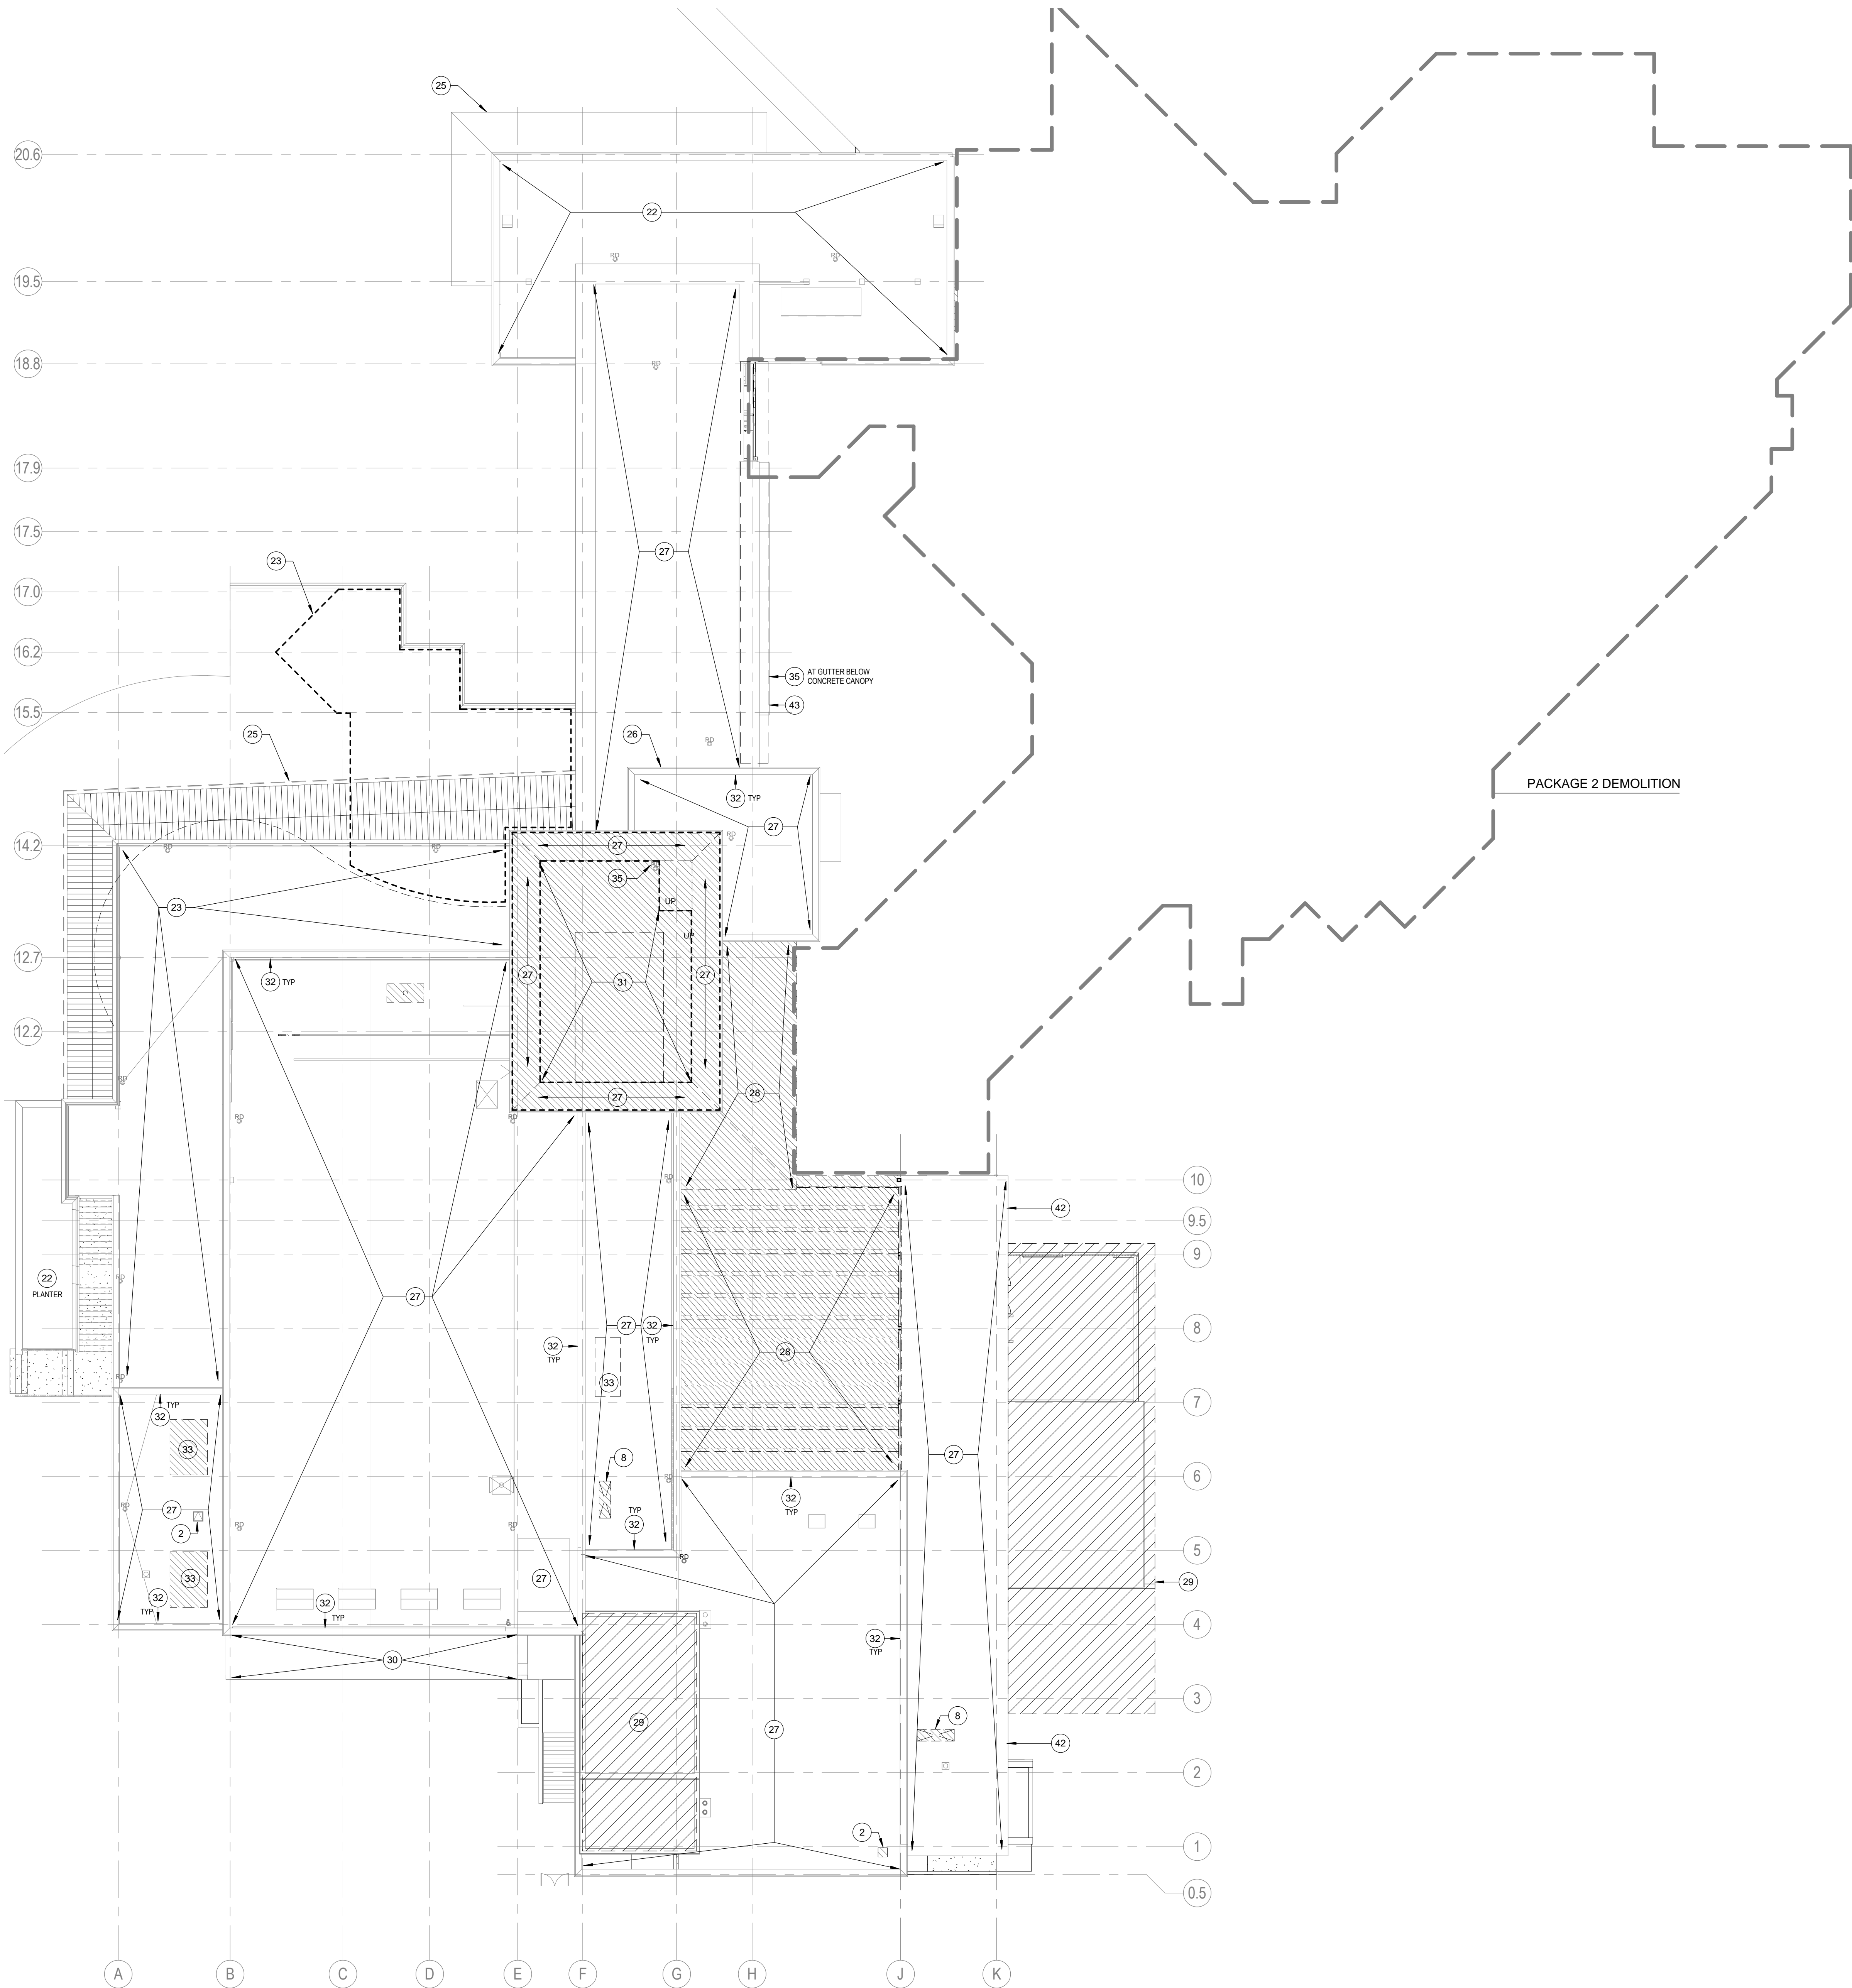 25
20.6
22
RD
RD
19.5
18.8
RD
17.9
17.5
27
23
17.0
16.2
35 AT GUTTER BELOW
CONCRETE CANOPY
15.5
43
25
26
RD
PACKAGE 2 DEMOLITION
32 TYP
27
RD
14.2
RD
RD
27
RD
35
UP
23
UP
12.7
32 TYP
27
31
27
12.2
RD
28
27
RD
RD
RD
10
42
9.5
9
22
PLANTER
RD
27
27
32
TYP
8
32
TYP
28
RD
33
7
TYP
32
33
27
8
RD
6
32
TYP
RD
27
TYP
32
2
RD
RD
5
RD
33
27
29
32
TYP
32
TYP
4
32
TYP
30
3
29
27
8
42
2
2
1
0.5
A
B
C
D
E
F
G
H
J
K